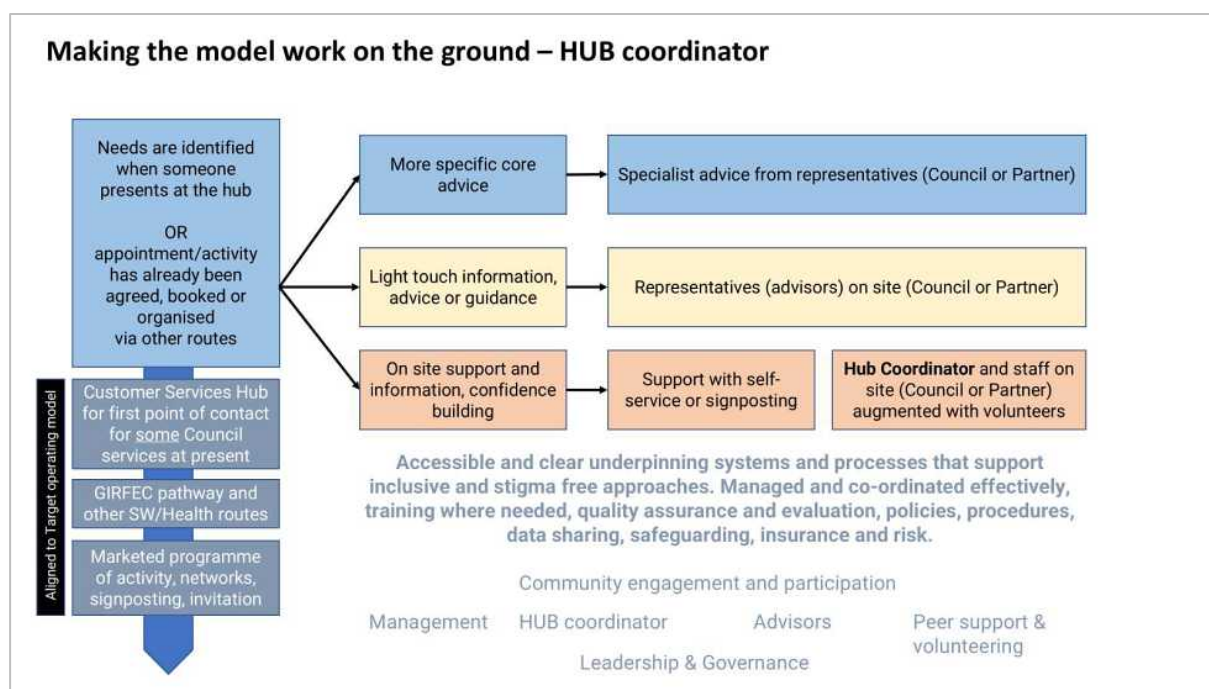 Making the model work on the ground – HUB coordinator
Needs are identified
when someone
presents at the hub
OR
appointment/activity
has already been
agreed, booked or
organised
via other routes
More specific core
advice
Specialist advice from representatives (Council or Partner)
Light touch information,
advice or guidance
Representatives (advisors) on site (Council or Partner)
On site support and
information, confidence
building
Support with self-
service or signposting
Hub Coordinator and staff on
site (Council or Partner)
augmented with volunteers
Aligned to Target operating model
Customer Services Hub
for first point of contact
for some Council
services at present
GIRFEC pathway and
other SW/Health routes
Marketed programme
of activity, networks,
signposting, invitation
Accessible and clear underpinning systems and processes that support
inclusive and stigma free approaches. Managed and co-ordinated effectively,
training where needed, quality assurance and evaluation, policies, procedures,
data sharing, safeguarding, insurance and risk.
Community engagement and participation
Management
HUB coordinator
Advisors
Peer support &
volunteering
Leadership & Governance